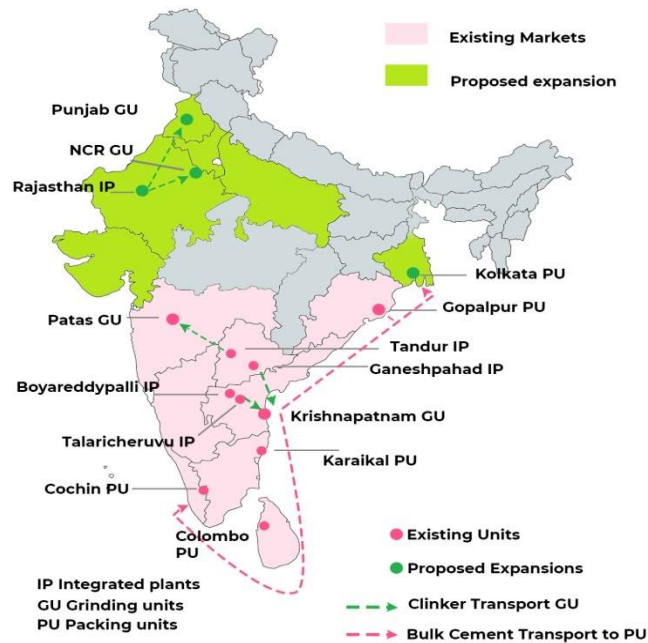 Existing Markets
Proposed expansion
Punjab GU
NCR GU
Rajasthan IP
Kolkata PU
Gopalpur PU
Patas GU
Tandur IP
Ganeshpahad IP
Boyareddypalli IP
Krishnapatnam GU
Talaricheruvu IP
Karaikal PU
Cochin PU
Colombo
PU
Existing Units
Proposed Expansions
Clinker Transport GU
Bulk Cement Transport to PU
IP Integrated plants
GU Grinding units
PU Packing units